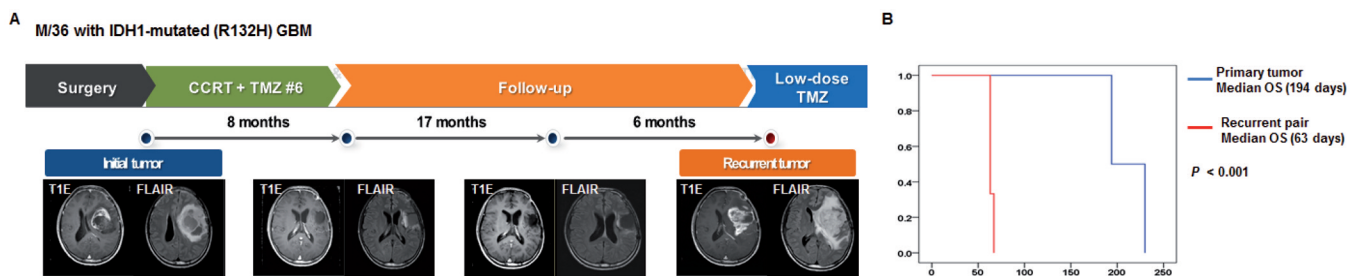 A
M/36 with IDH1-mutated (R132H) GBM
Surgery
CCRT + TMZ #6
Follow-up
Low-dose
TMZ
8 months
17 months
6 months
Initial tumor
Recurrent tumor
T1E
FLAIR
T1E
FLAIR
T1E
FLAIR
T1E
FLAIR
B
1.0
0.8
0.6
0.4
0.2
0.0
0
50
100
150
200
250
Primary tumor
Median OS (194 days)
Recurrent pair
Median OS (63 days)
P < 0.001